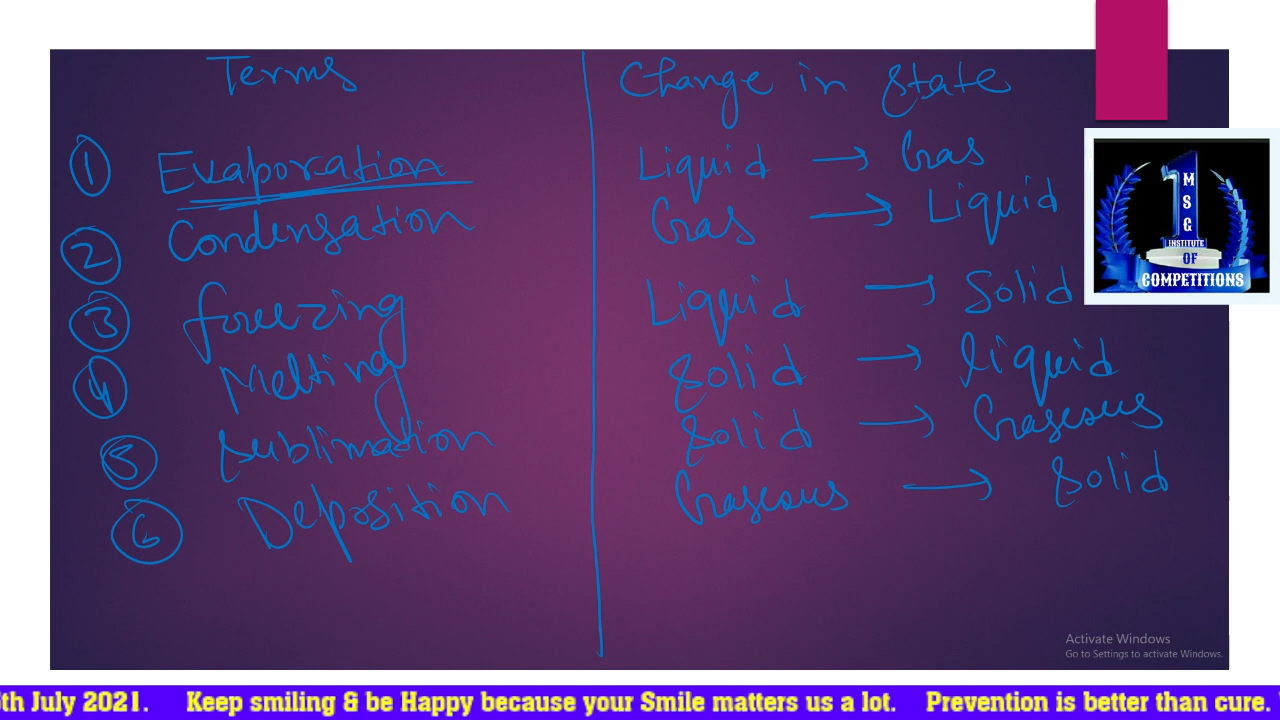 Terms Change in state
1 Evaporation Liquid → Gas
2 Condensation Gas → Liquid
3 freezing Liquid → Solid
4 Melting Solid → liquid
5 sublimation Solid → Gaseous
6 Deposition Gaseous → Solid
1
MSG
INSTITUTE
OF
COMPETITIONS
Activate Windows
Go to Settings to activate Windows.
5th July 2021. Keep smiling & be Happy because your Smile matters us a lot. Prevention is better than cure.